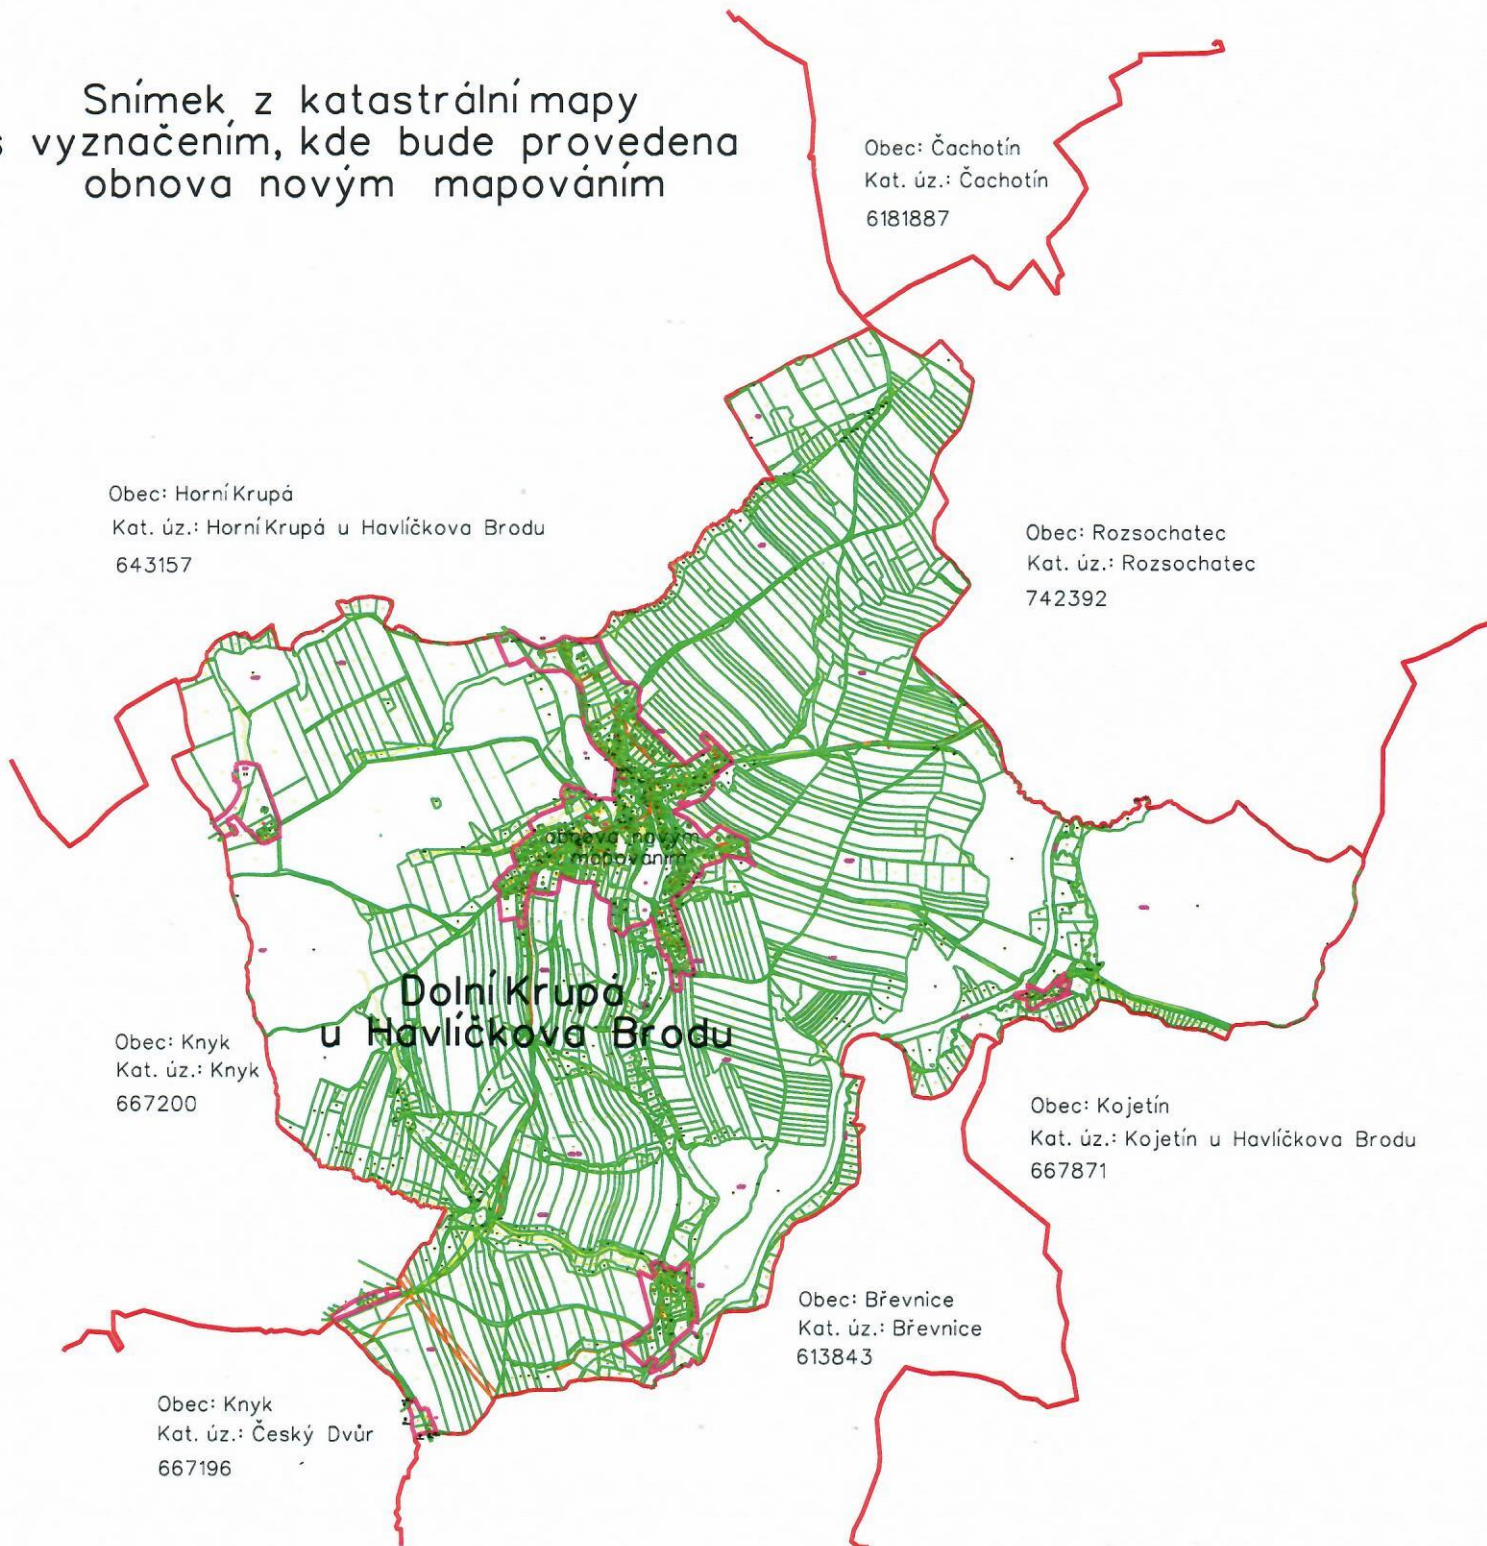 Snímek z katastrální mapy
s vyznačením, kde bude provedena
obnova novým mapováním
Obec: Čachotín
Kat. úz.: Čachotín
6181887
Obec: Horní Krupá
Kat. úz.: Horní Krupá u Havlíčkova Brodu
643157
Obec: Rozsochatec
Kat. úz.: Rozsochatec
742392
obnova novým
mapováním
Dolní Krupá
u Havlíčkova Brodu
Obec: Knyk
Kat. úz.: Knyk
667200
Obec: Kojetín
Kat. úz.: Kojetín u Havlíčkova Brodu
667871
Obec: Břevnice
Kat. úz.: Břevnice
613843
Obec: Knyk
Kat. úz.: Český Dvůr
667196